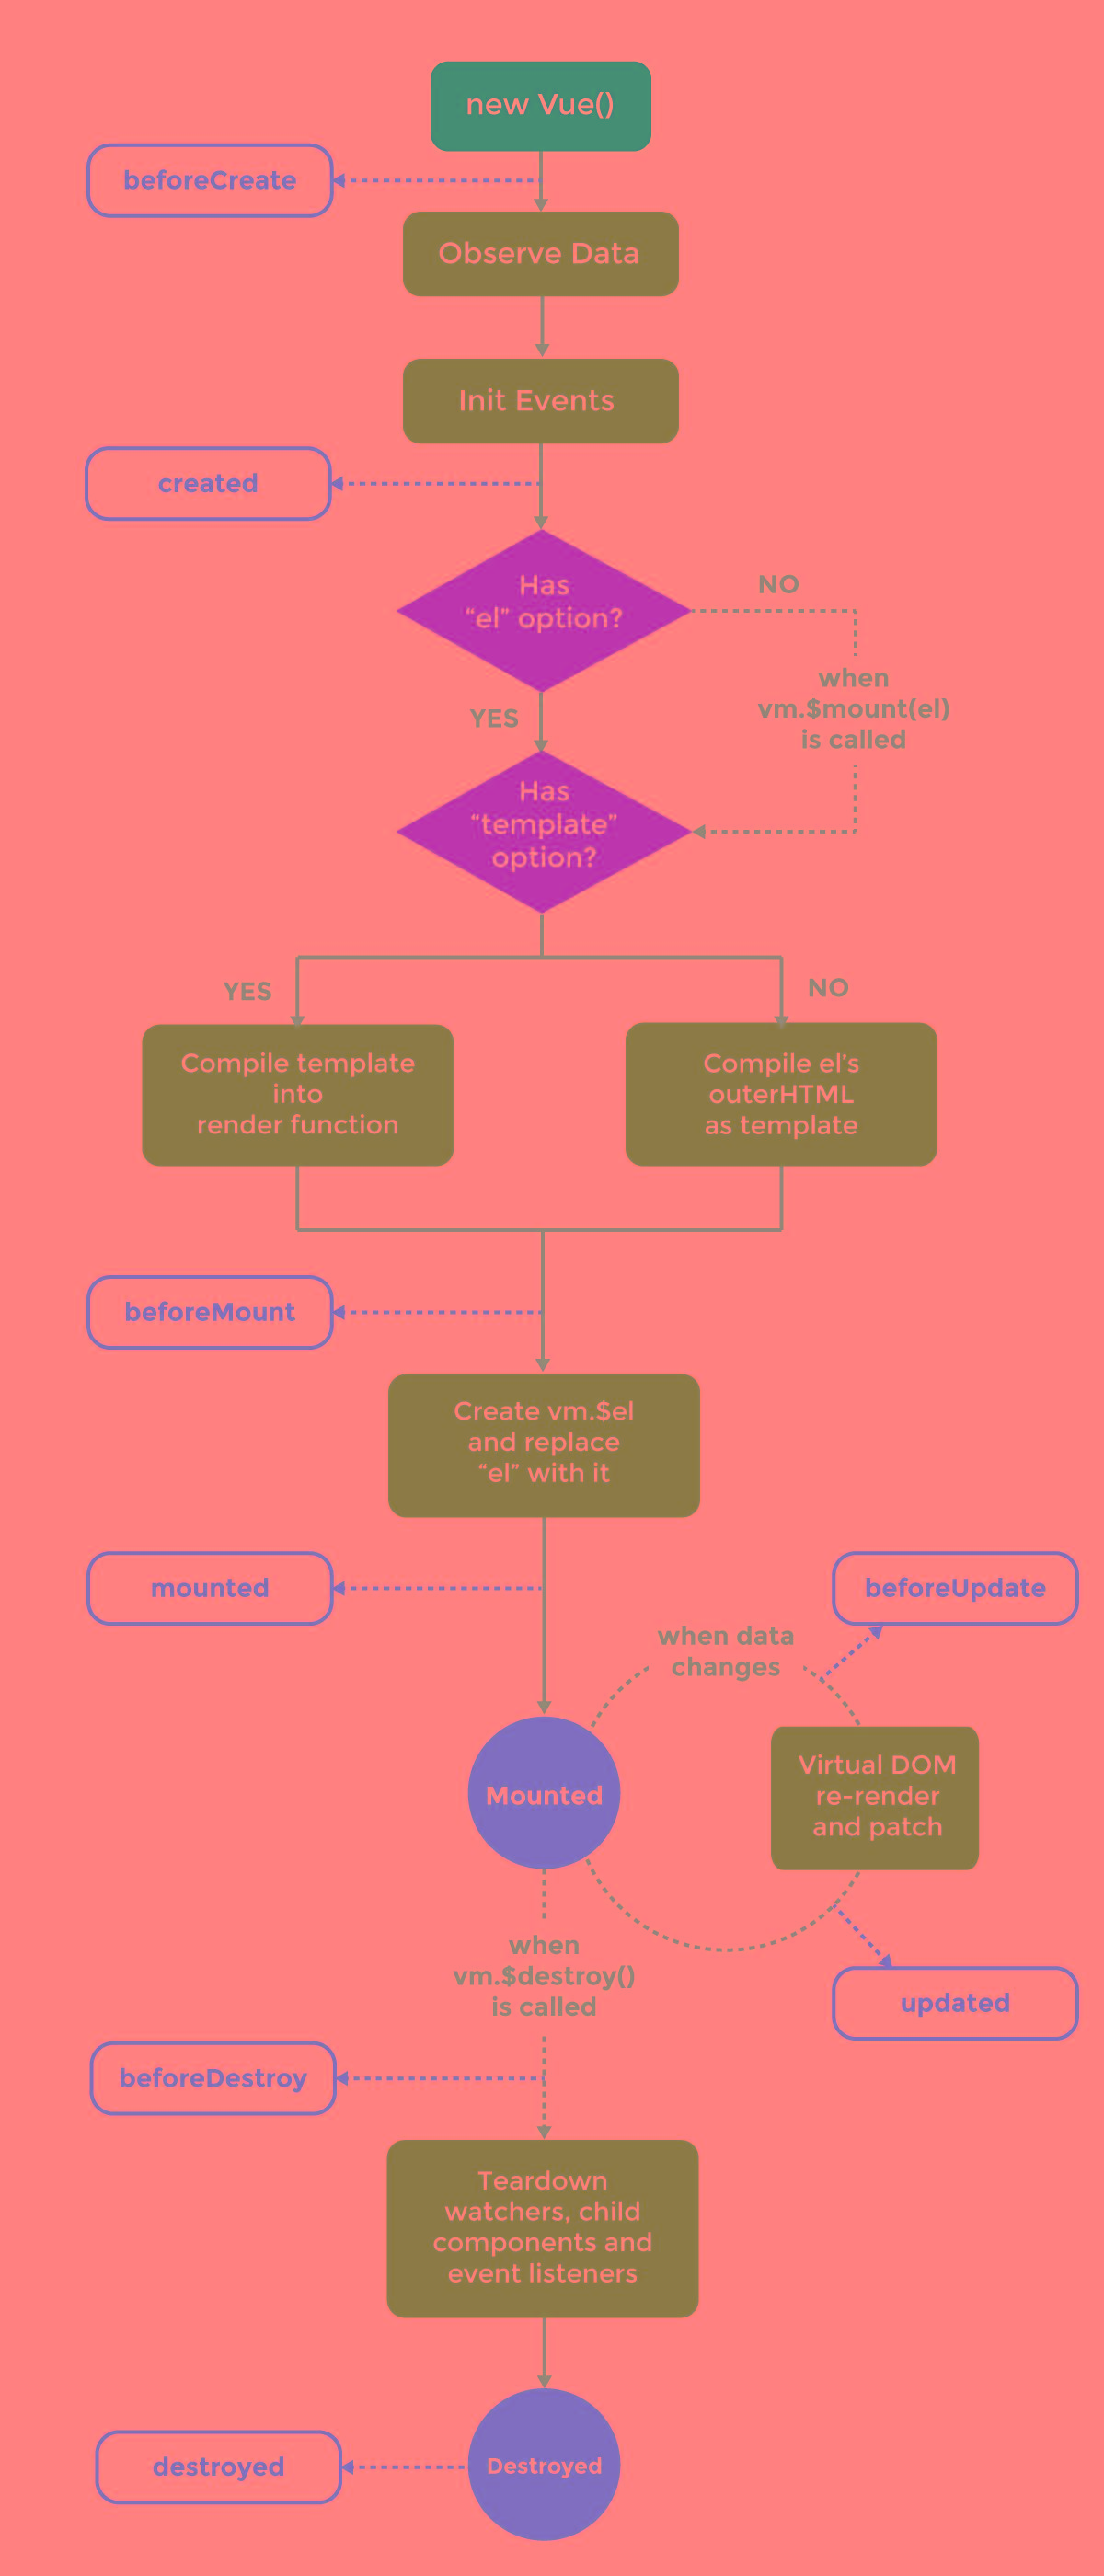 new Vue()
beforeCreate
Observe Data
Init Events
created
Has
“el” option?
NO
when
vm.$mount(el)
is called
YES
Has
“template”
option?
YES
NO
Compile template
into
render function
Compile el’s
outerHTML
as template
beforeMount
Create vm.$el
and replace
“el” with it
mounted
beforeUpdate
when data
changes
Mounted
Virtual DOM
re-render
and patch
when
vm.$destroy()
is called
updated
beforeDestroy
Teardown
watchers, child
components and
event listeners
Destroyed
destroyed